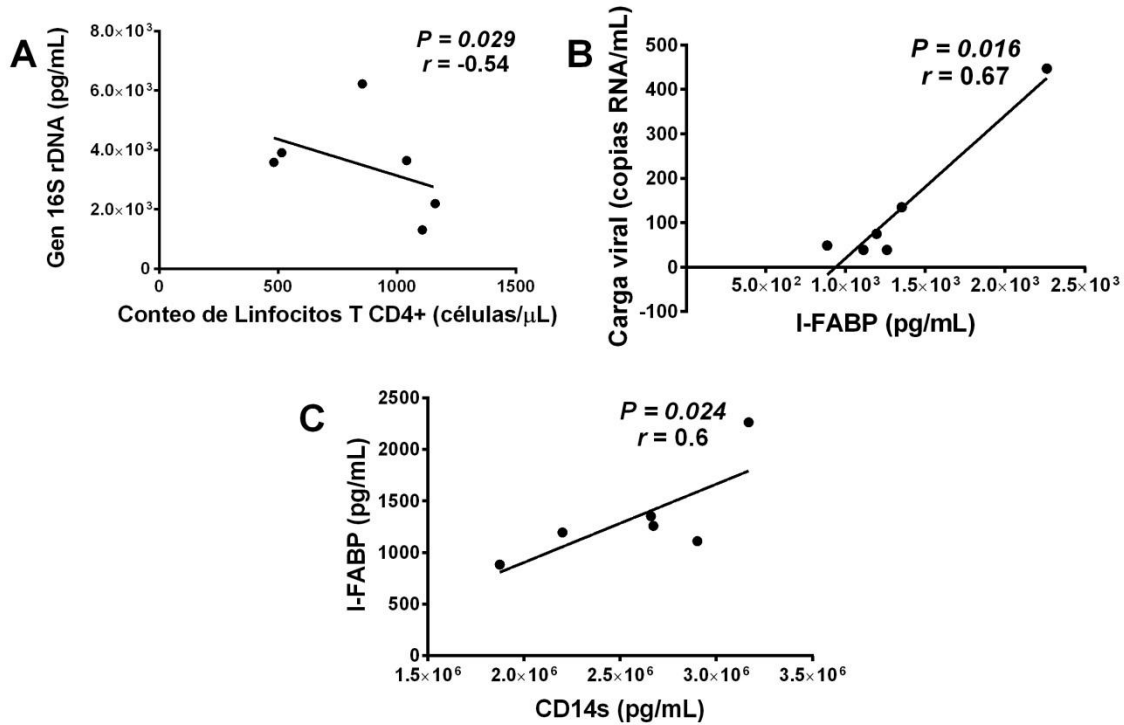 A
P = 0.029
r = -0.54
Gen 16S rDNA (pg/mL)
8.0×10³
6.0×10³
4.0×10³
2.0×10³
0
0 500 1000 1500
Conteo de Linfocitos T CD4+ (células/μL)
B
P = 0.016
r = 0.67
Carga viral (copias RNA/mL)
500
400
300
200
100
0
-100
5.0×10² 1.0×10³ 1.5×10³ 2.0×10³ 2.5×10³
I-FABP (pg/mL)
C
P = 0.024
r = 0.6
I-FABP (pg/mL)
2500
2000
1500
1000
500
0
1.5×10⁶ 2.0×10⁶ 2.5×10⁶ 3.0×10⁶ 3.5×10⁶
CD14s (pg/mL)